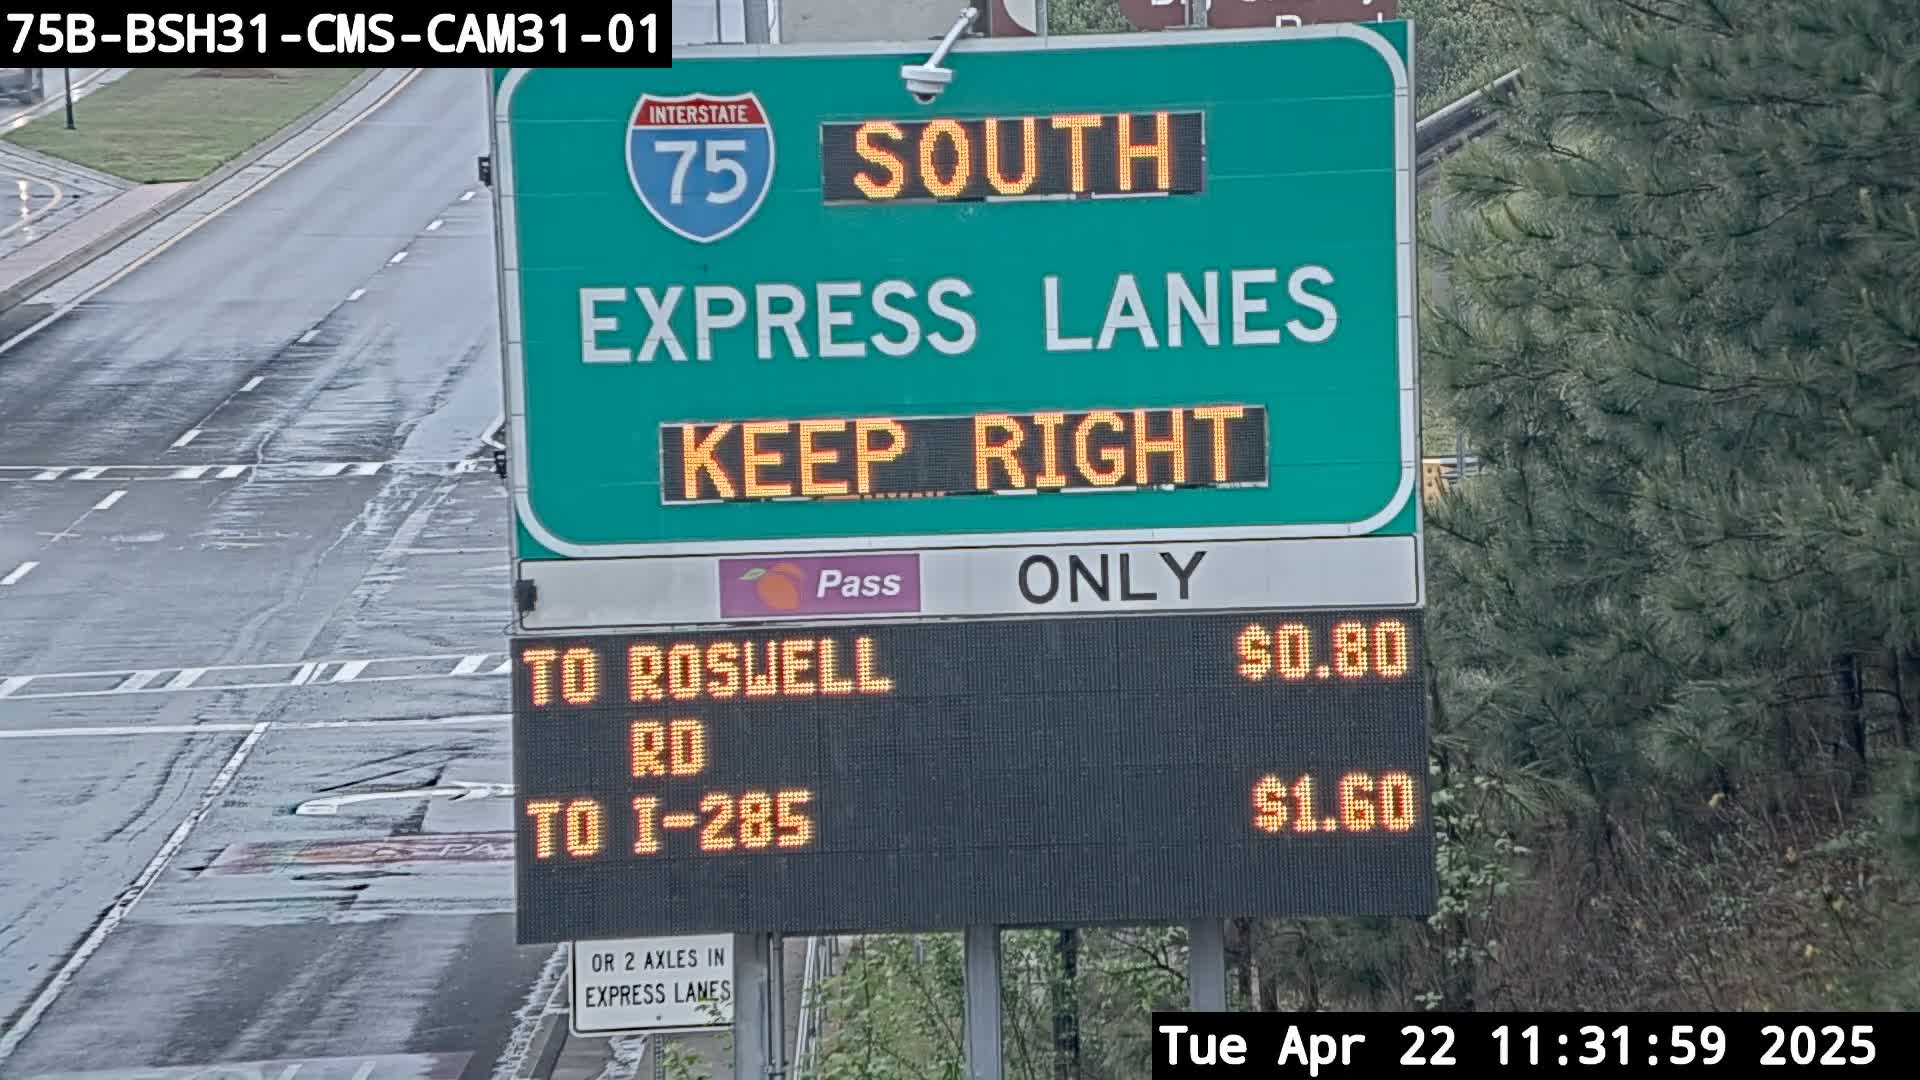 75B-BSH31-CMS-CAM31-01
INTERSTATE
75
SOUTH
EXPRESS LANES
KEEP RIGHT
Pass ONLY
TO ROSWELL $0.80
RD
TO I-285 $1.60
OR 2 AXLES IN
EXPRESS LANES
Tue Apr 22 11:31:59 2025